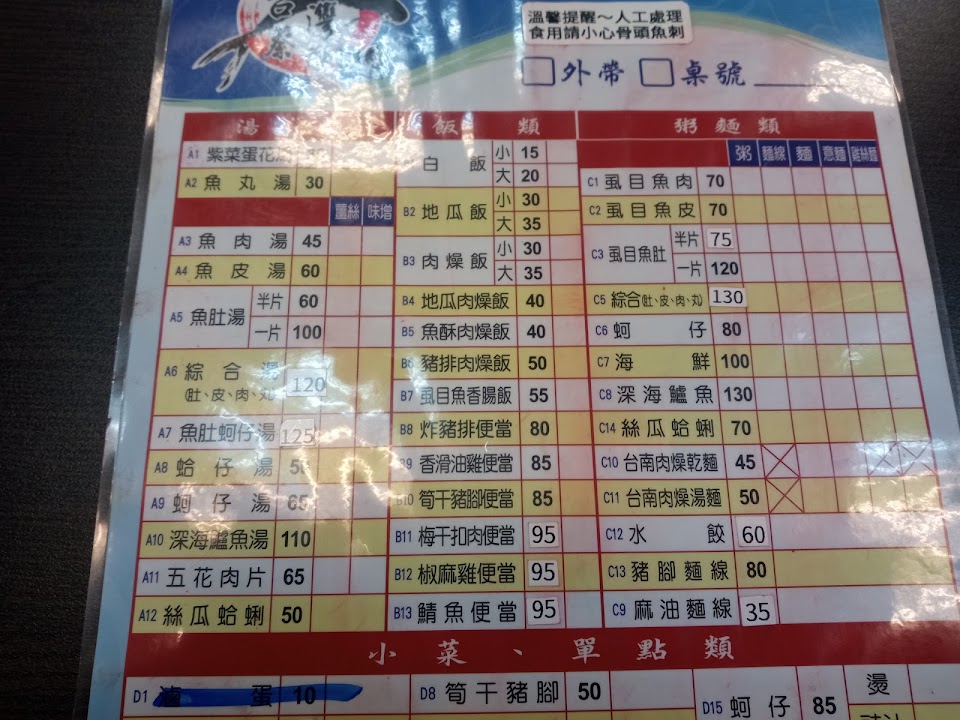 溫馨提醒～人工處理
食用請小心骨頭魚刺
外帶 桌號
湯
A1 紫菜蛋花
A2 魚丸湯 30
薑絲 味增
A3 魚肉湯 45
A4 魚皮湯 60
A5 魚肚湯 半片 60
一片 100
A6 綜合湯 120
(肚、皮、肉、丸)
A7 魚肚蚵仔湯 125
A8 蛤仔湯
A9 蚵仔湯 65
A10 深海鱸魚湯 110
A11 五花肉片 65
A12 絲瓜蛤蜊 50
飯類
白飯 小 15
大 20
B2 地瓜飯 小 30
大 35
B3 肉燥飯 小 30
大 35
B4 地瓜肉燥飯 40
B5 魚酥肉燥飯 40
B6 豬排肉燥飯 50
B7 虱目魚香腸飯 55
B8 炸豬排便當 80
B9 香滑油雞便當 85
B10 筍干豬腳便當 85
B11 梅干扣肉便當 95
B12 椒麻雞便當 95
B13 鯖魚便當 95
粥麵類
粥 麵線 麵 意麵 雞絲麵
C1 虱目魚肉 70
C2 虱目魚皮 70
C3 虱目魚肚 半片 75
一片 120
C5 綜合(肚、皮、肉、丸) 130
C6 蚵仔 80
C7 海鮮 100
C8 深海鱸魚 130
C14 絲瓜蛤蜊 70
C10 台南肉燥乾麵 45
C11 台南肉燥湯麵 50
C12 水餃 60
C13 豬腳麵線 80
C9 麻油麵線 35
小菜、單點類
D1 滷蛋 10
D8 筍干豬腳 50
D15 蚵仔 85 燙